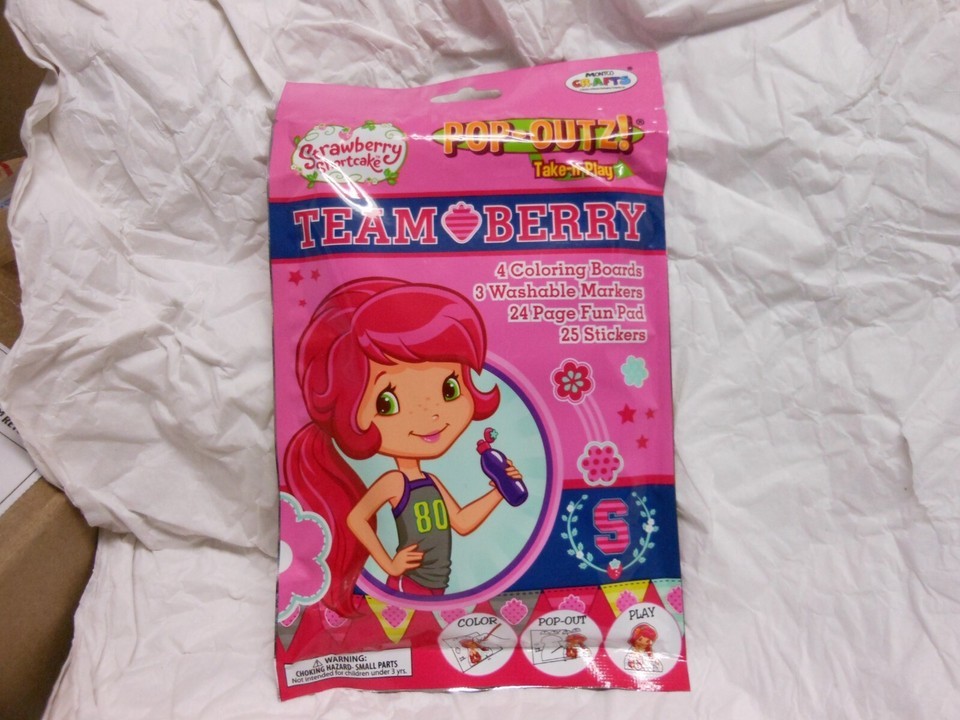 MONTCO
CRAFTS
Strawberry
Shortcake
POP-OUTZ!®
Take-n-Play
TEAM BERRY
4 Coloring Boards
3 Washable Markers
24 Page Fun Pad
25 Stickers
80
S
COLOR
POP-OUT
PLAY
WARNING:
CHOKING HAZARD- SMALL PARTS
Not intended for children under 3 yrs.